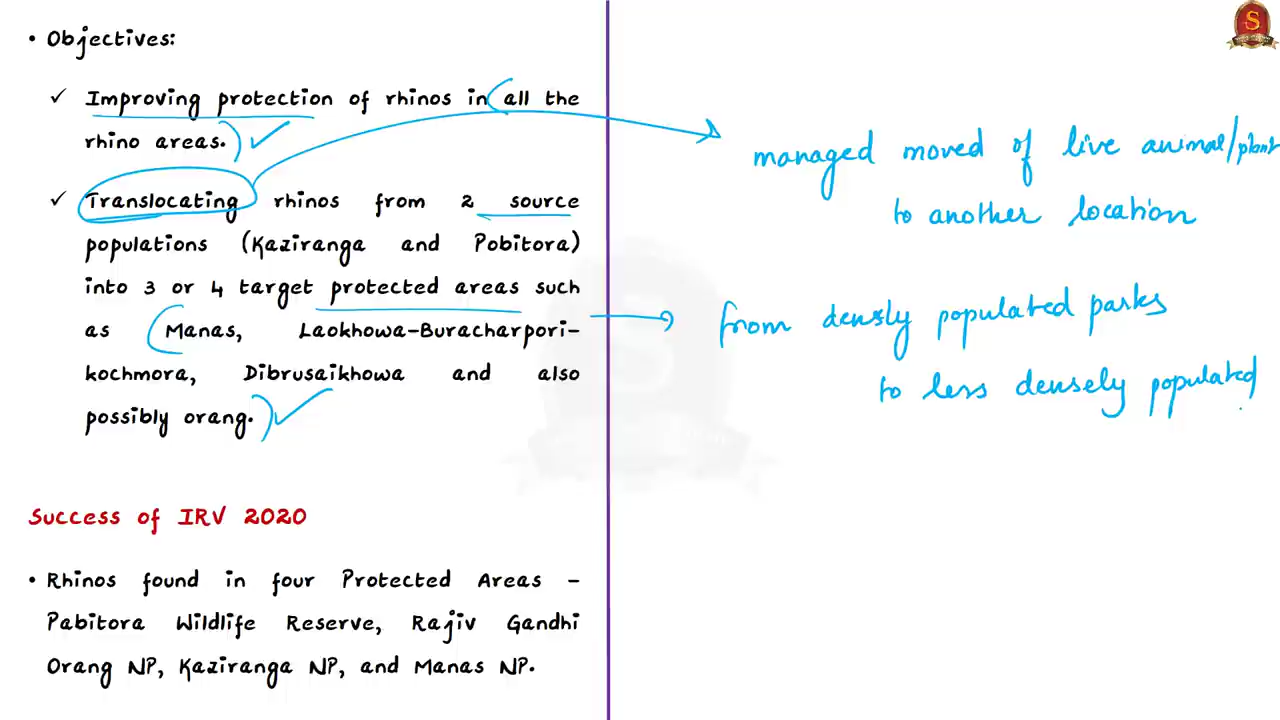 • Objectives:
✓ Improving protection of rhinos in all the
rhino areas.
✓ Translocating rhinos from 2 source
populations (Kaziranga and Pobitora)
into 3 or 4 target protected areas such
as Manas, Laokhowa-Buracharpori-
kochmora, Dibrusaikhowa and also
possibly orang.
Success of IRV 2020
• Rhinos found in four Protected Areas -
Pabitora Wildlife Reserve, Rajiv Gandhi
Orang NP, Kaziranga NP, and Manas NP.
managed moved of live animal/plant
to another location
from densly populated parks
to less densely populated
S